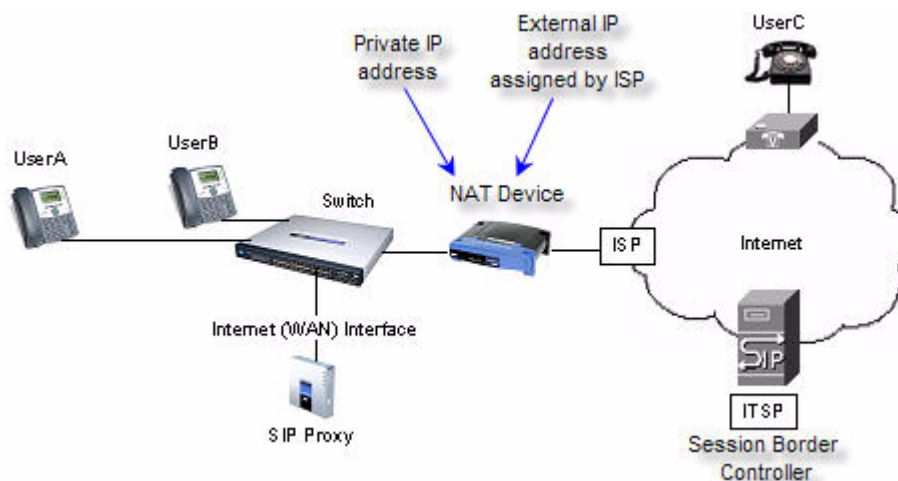 Private IP
address
External IP
address
assigned by ISP
UserC
V
UserA
UserB
Switch
NAT Device
ISP
Internet
Internet (WAN) Interface
SIP Proxy
SIP
ITSP
Session Border
Controller